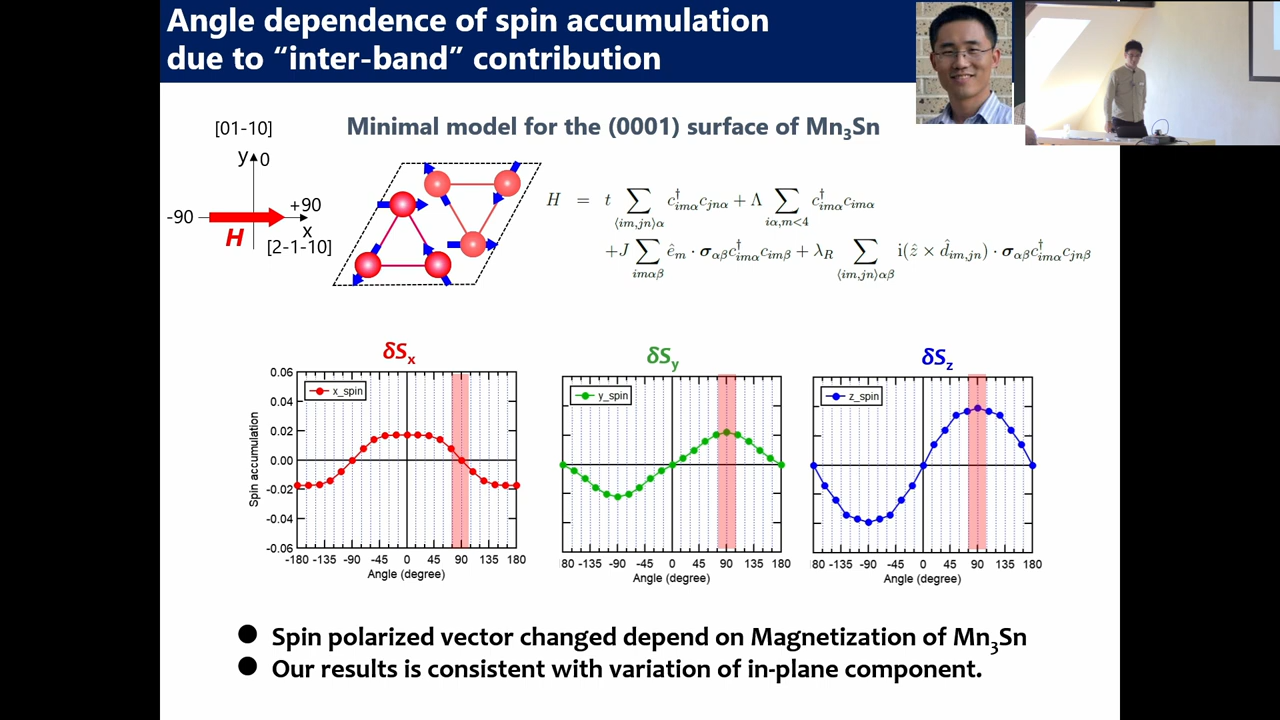 Angle dependence of spin accumulation
due to “inter-band” contribution
Minimal model for the (0001) surface of Mn₃Sn
[01-10]
y 0
-90 +90
x
H
[2-1-10]
H = t ∑⟨im,jn⟩α c†imα cjnα + Λ ∑iα,m<4 c†imα cimα
+J ∑imαβ êm · σαβ c†imα cimβ + λR ∑⟨im,jn⟩αβ i(ẑ × d̂im,jn) · σαβ c†imα cjnβ
δSx
x_spin
Spin accumulation
0.06
0.04
0.02
0.00
-0.02
-0.04
-0.06
-180 -135 -90 -45 0 45 90 135 180
Angle (degree)
δSy
y_spin
80 -135 -90 -45 0 45 90 135 180
Angle (degree)
δSz
z_spin
80 -135 -90 -45 0 45 90 135 180
Angle (degree)
● Spin polarized vector changed depend on Magnetization of Mn₃Sn
● Our results is consistent with variation of in-plane component.